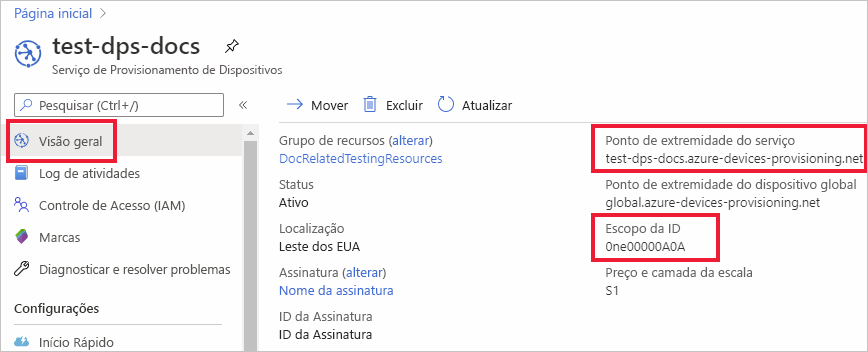 Página inicial
test-dps-docs
Serviço de Provisionamento de Dispositivos
Pesquisar (Ctrl+/)
Visão geral
Log de atividades
Controle de Acesso (IAM)
Marcas
Diagnosticar e resolver problemas
Configurações
Início Rápido
Mover Excluir Atualizar
Grupo de recursos (alterar)
DocRelatedTestingResources
Status
Ativo
Localização
Leste dos EUA
Assinatura (alterar)
Nome da assinatura
ID da Assinatura
ID da Assinatura
Ponto de extremidade do serviço
test-dps-docs.azure-devices-provisioning.net
Ponto de extremidade do dispositivo global
global.azure-devices-provisioning.net
Escopo da ID
0ne00000A0A
Preço e camada da escala
S1